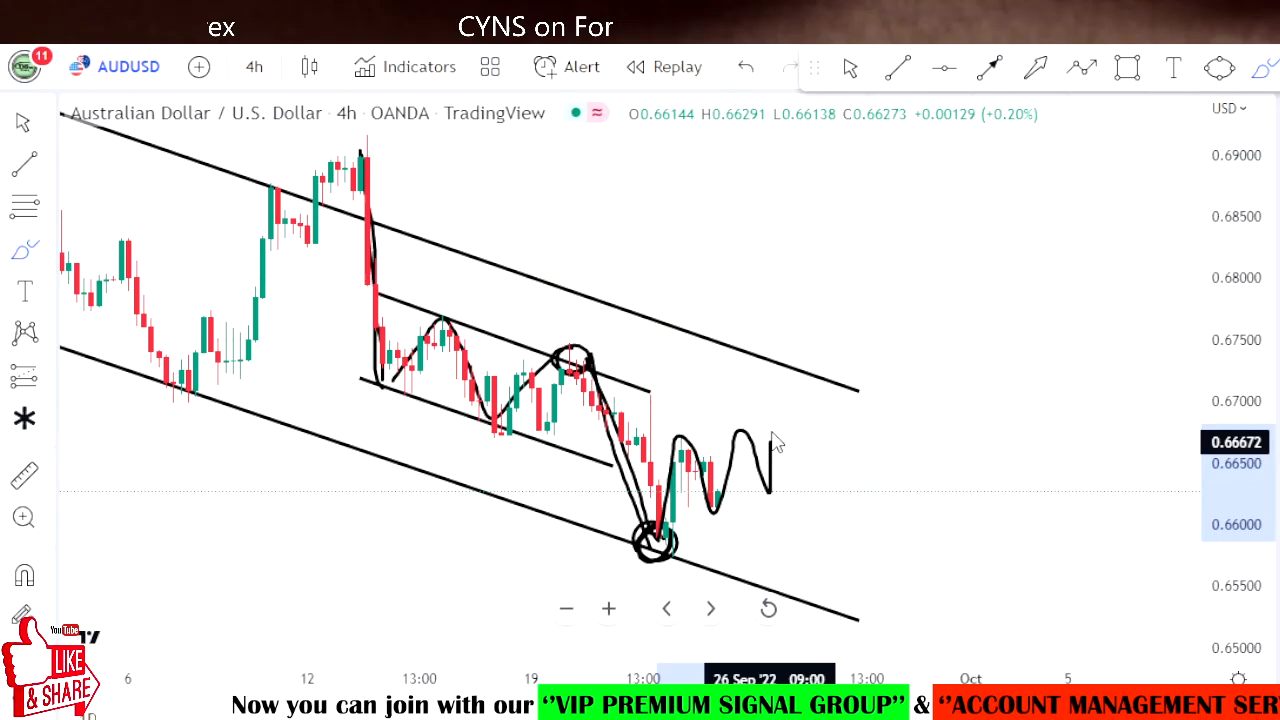 ex CYNS on For
11 AUDUSD 4h Indicators Alert Replay
Australian Dollar / U.S. Dollar · 4h · OANDA · TradingView O0.66144 H0.66291 L0.66138 C0.66273 +0.00129 (+0.20%) USD
0.69000
0.68500
0.68000
0.67500
0.67000
0.66672
0.66500
0.66000
0.65500
0.65000
6 12 13:00 19 13:00 26 Sep '22 09:00 13:00 Oct 5
You Tube
LIKE
& SHARE
Now you can join with our ‘‘VIP PREMIUM SIGNAL GROUP’’ & ‘‘ACCOUNT MANAGEMENT SER